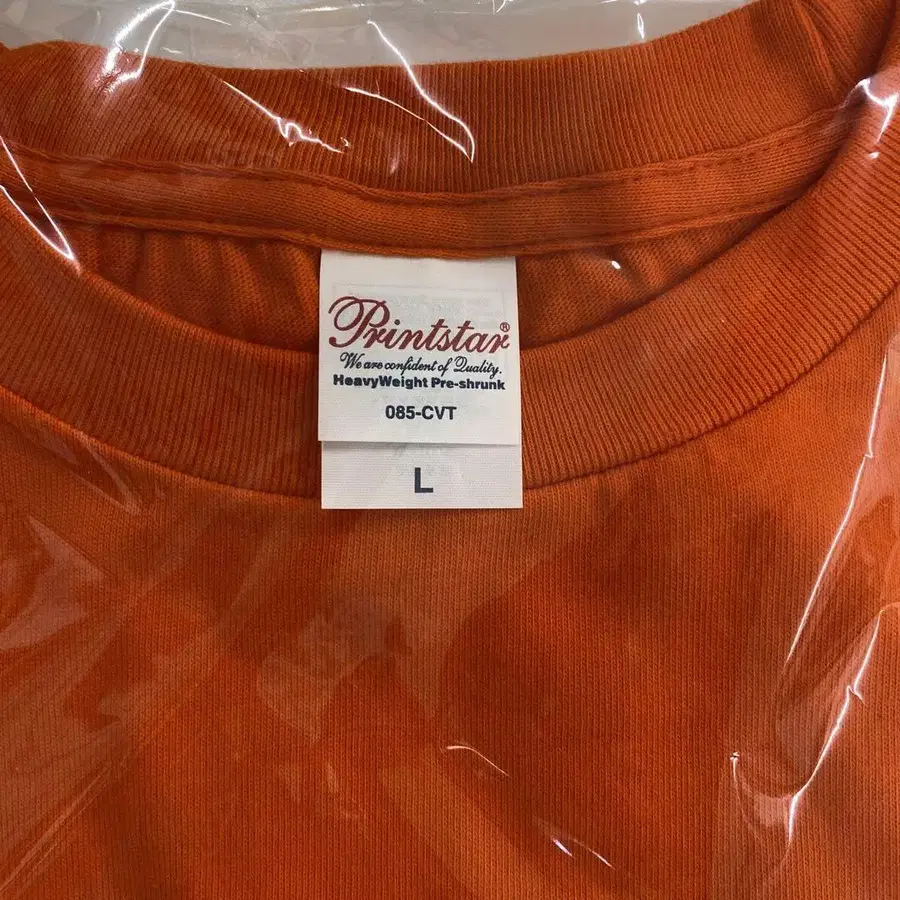 Printstar®
We are confident of Quality.
HeavyWeight Pre-shrunk
085-CVT
L